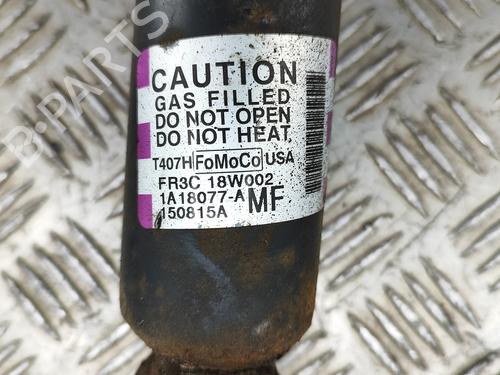 CAUTION
GAS FILLED
DO NOT OPEN
DO NOT HEAT
T407H FoMoCo USA
FR3C 18W002
1A18077-A MF
150815A
B-PARTS